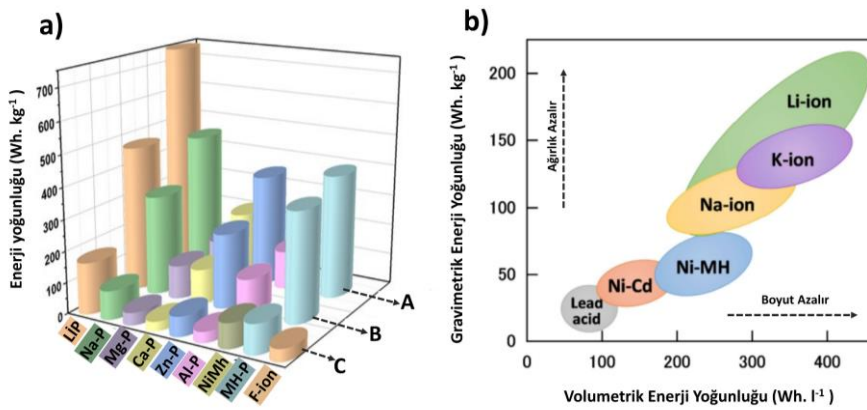 a)
Enerji yoğunluğu (Wh. kg⁻¹)
700
600
500
400
300
200
100
0
LiP
Na-P
Mg-P
Ca-P
Zn-P
Al-P
NiMh
MH-P
F-ion
A
B
C
b)
Gravimetrik Enerji Yoğunluğu (Wh. kg⁻¹)
200
150
100
50
0
Ağırlık Azalır
Li-ion
K-ion
Na-ion
Ni-MH
Ni-Cd
Lead
acid
Boyut Azalır
0
100
200
300
400
Volumetrik Enerji Yoğunluğu (Wh. l⁻¹)